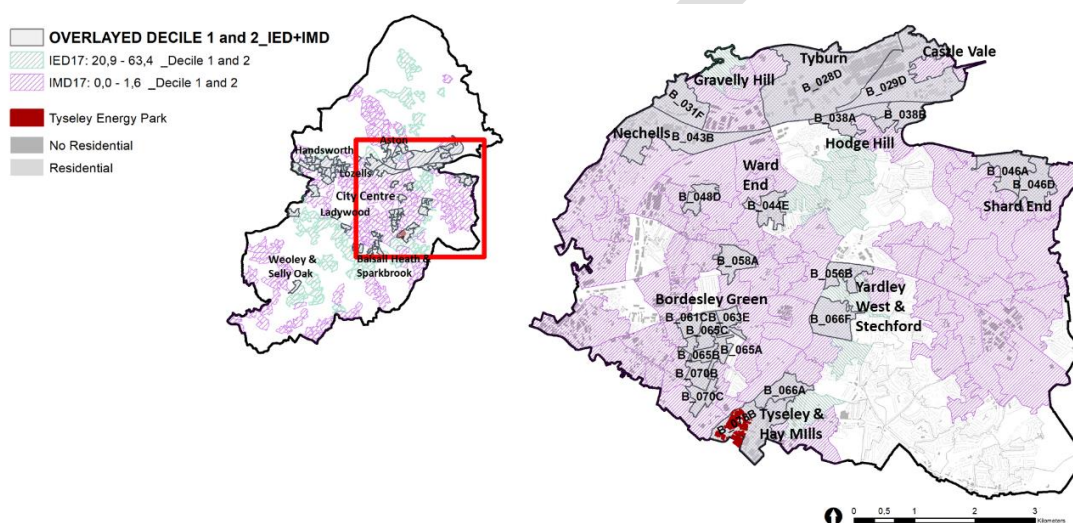 OVERLAYED DECILE 1 and 2_IED+IMD
IED17: 20,9 - 63,4 _Decile 1 and 2
IMD17: 0,0 - 1,6 _Decile 1 and 2
Tyseley Energy Park
No Residential
Residential
Aston
Handsworth
Lozells
City Centre
Ladywood
Weoley &
Selly Oak
Balsall Heath &
Sparkbrook
Castle Vale
Tyburn
Gravelly Hill
B_028D
B_029D
B_031F
B_038A
B_038E
Nechells
B_043B
Hodge Hill
Ward
End
B_046A
B_046D
Shard End
B_048D
B_044E
B_058A
B_056B
Yardley
West &
Stechford
Bordesley Green
B_066F
B_061CB_063E
B_065C
B_065B
B_065A
B_070B
B_070C
B_066A
Tyseley &
Hay Mills
0 0,5 1 2 3
Kilometers